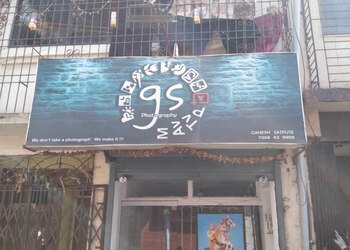 gs
Photography
We don't take a photograph' We make it !!!
GANESH SATPUTE
7208 42 9909